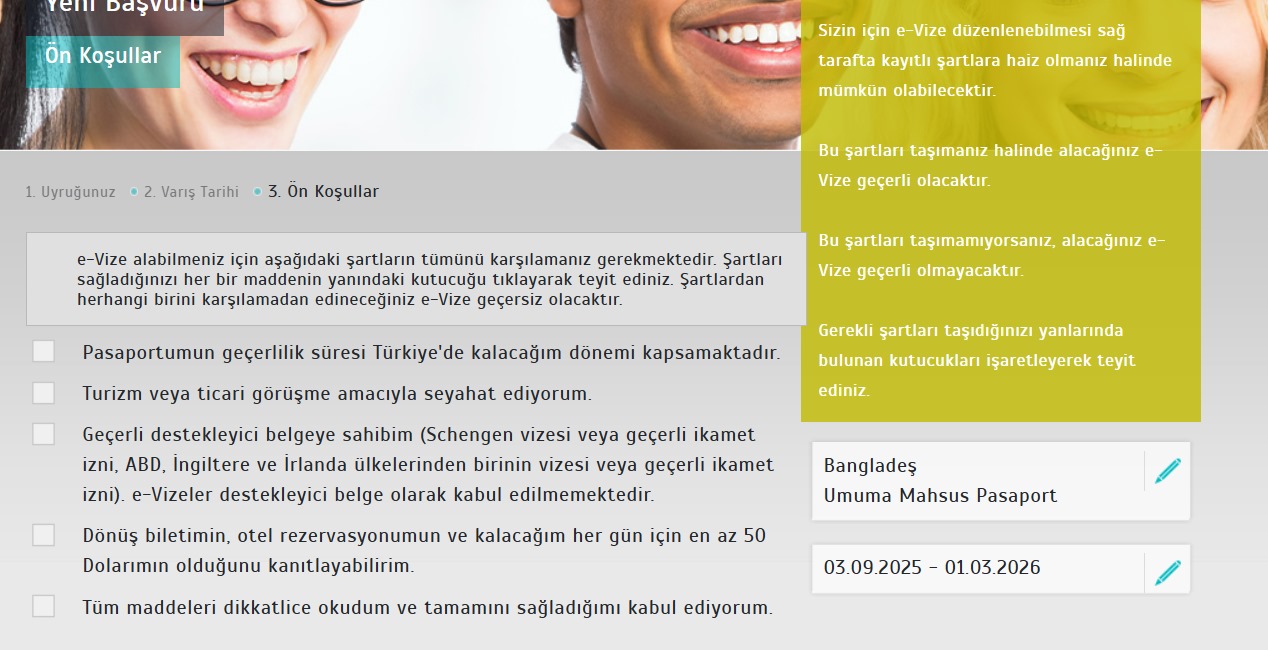 Yeni Başvuru
Ön Koşullar
Sizin için e-Vize düzenlenebilmesi sağ
tarafta kayıtlı şartlara haiz olmanız halinde
mümkün olabilecektir.
Bu şartları taşımanız halinde alacağınız e-
Vize geçerli olacaktır.
Bu şartları taşımamıyorsanız, alacağınız e-
Vize geçerli olmayacaktır.
Gerekli şartları taşıdığınızı yanlarında
bulunan kutucukları işaretleyerek teyit
ediniz.
1. Uyruğunuz 2. Varış Tarihi 3. Ön Koşullar
e-Vize alabilmeniz için aşağıdaki şartların tümünü karşılamanız gerekmektedir. Şartları
sağladığınızı her bir maddenin yanındaki kutucuğu tıklayarak teyit ediniz. Şartlardan
herhangi birini karşılamadan edineceğiniz e-Vize geçersiz olacaktır.
Pasaportumun geçerlilik süresi Türkiye'de kalacağım dönemi kapsamaktadır.
Turizm veya ticari görüşme amacıyla seyahat ediyorum.
Geçerli destekleyici belgeye sahibim (Schengen vizesi veya geçerli ikamet
izni, ABD, İngiltere ve İrlanda ülkelerinden birinin vizesi veya geçerli ikamet
izni). e-Vizeler destekleyici belge olarak kabul edilmemektedir.
Dönüş biletimin, otel rezervasyonumun ve kalacağım her gün için en az 50
Dolarımın olduğunu kanıtlayabilirim.
Tüm maddeleri dikkatlice okudum ve tamamını sağladığımı kabul ediyorum.
Bangladeş
Umuma Mahsus Pasaport
03.09.2025 - 01.03.2026